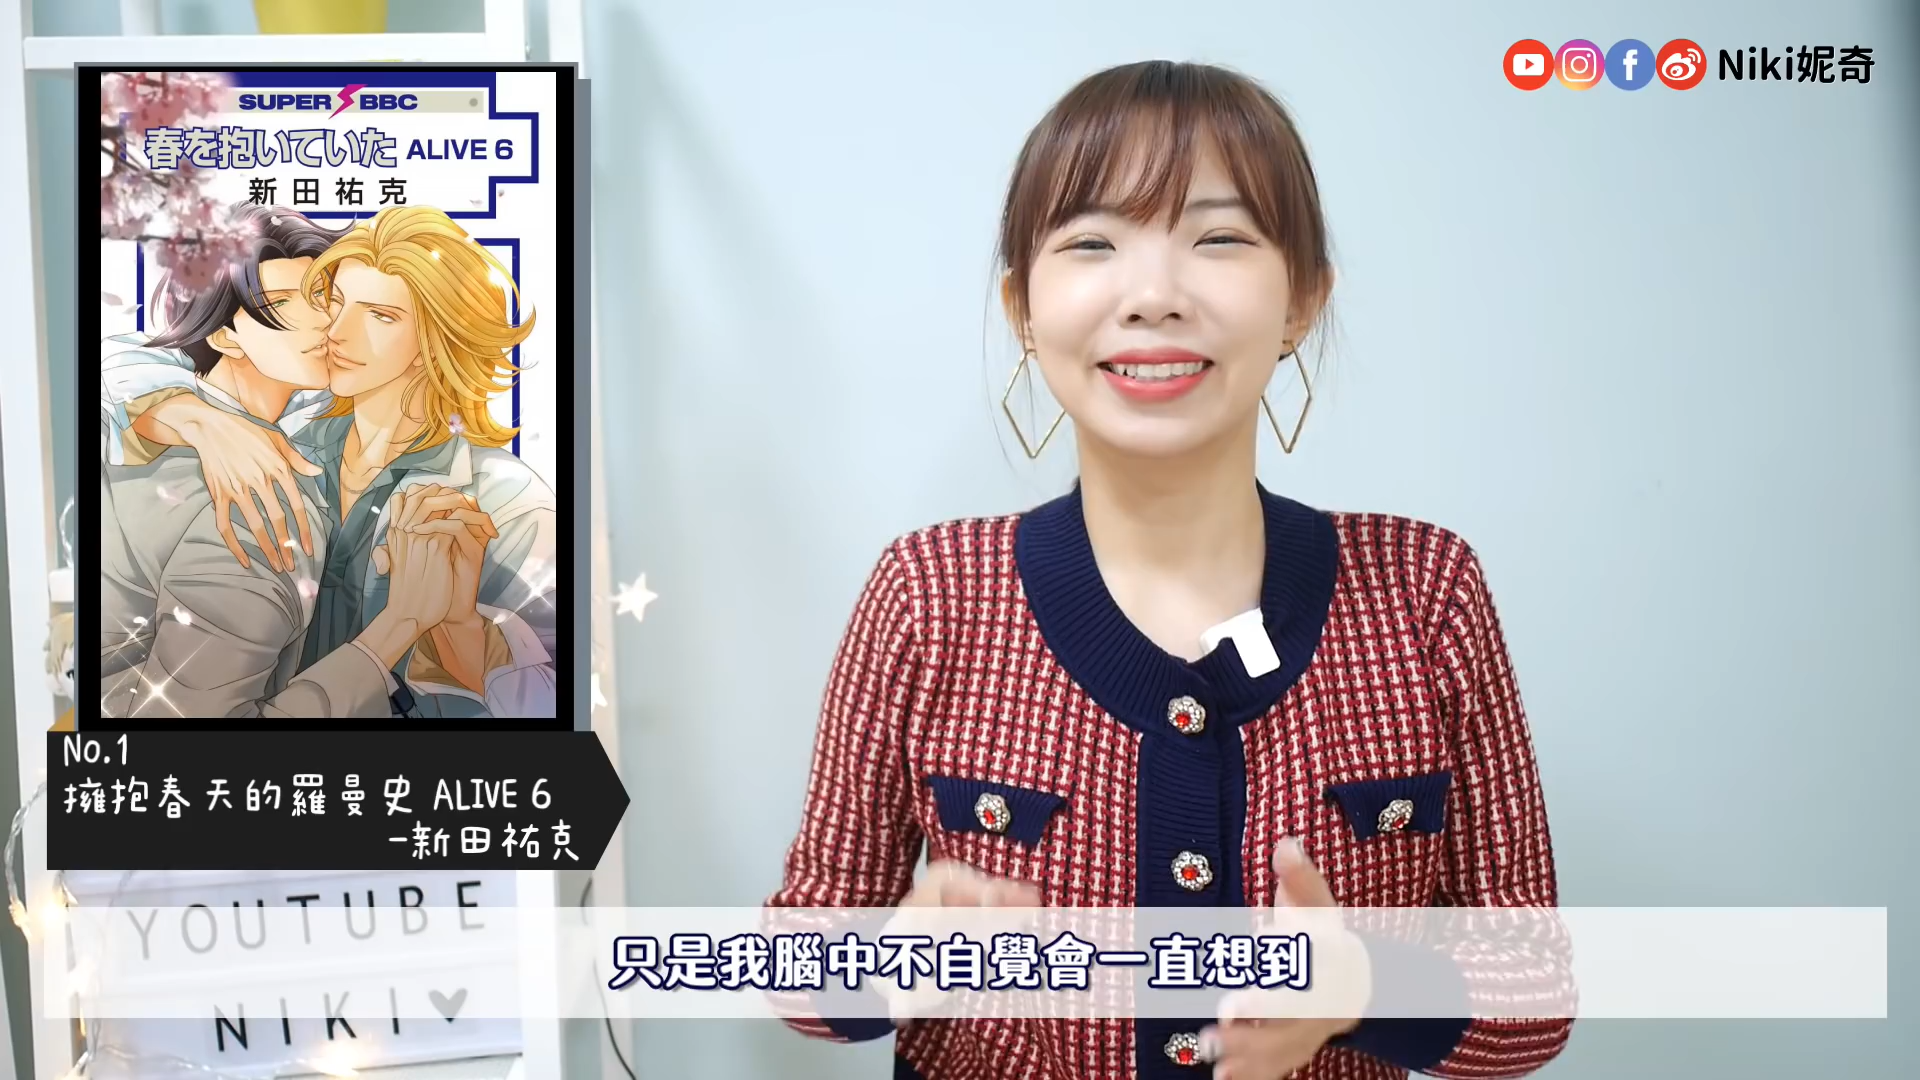 Niki妮奇
SUPER BBC
春を抱いていた ALIVE 6
新田祐克
No.1
擁抱春天的羅曼史 ALIVE 6
-新田祐克
YOUTUBE
NIKI♥
只是我腦中不自覺會一直想到